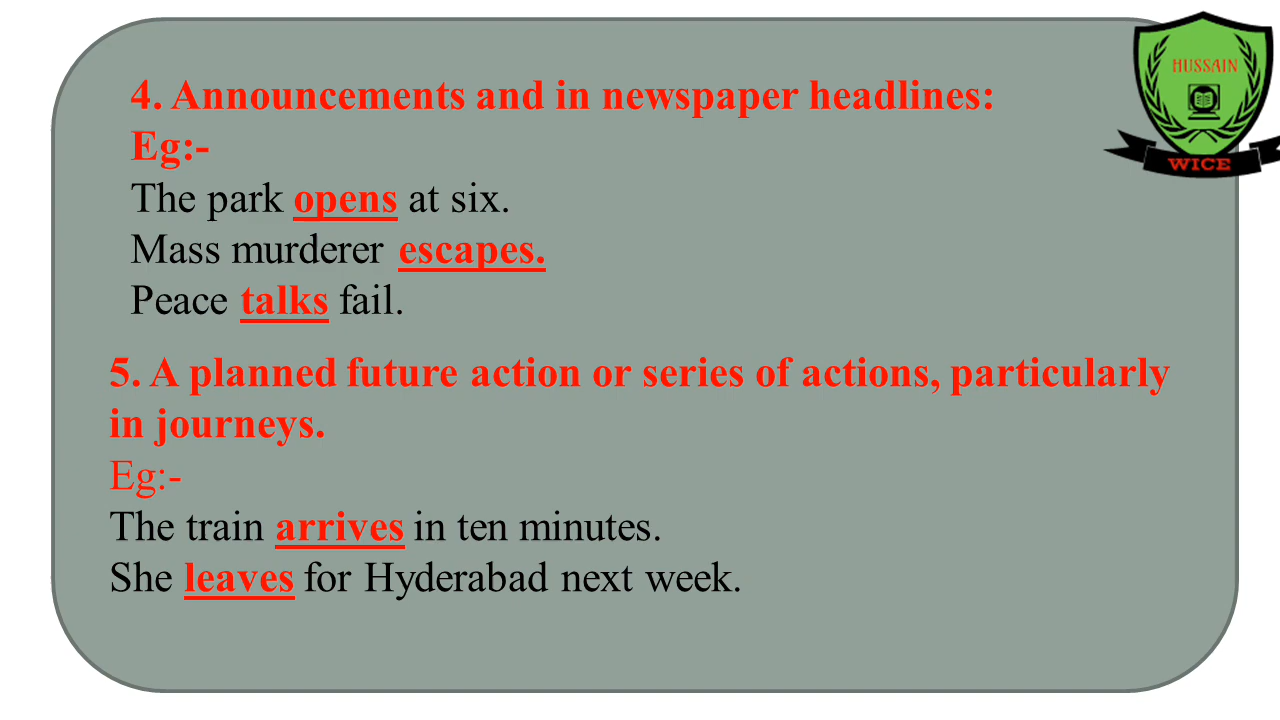 HUSSAIN
WICE
4. Announcements and in newspaper headlines:
Eg:-
The park opens at six.
Mass murderer escapes.
Peace talks fail.
5. A planned future action or series of actions, particularly
in journeys.
Eg:-
The train arrives in ten minutes.
She leaves for Hyderabad next week.